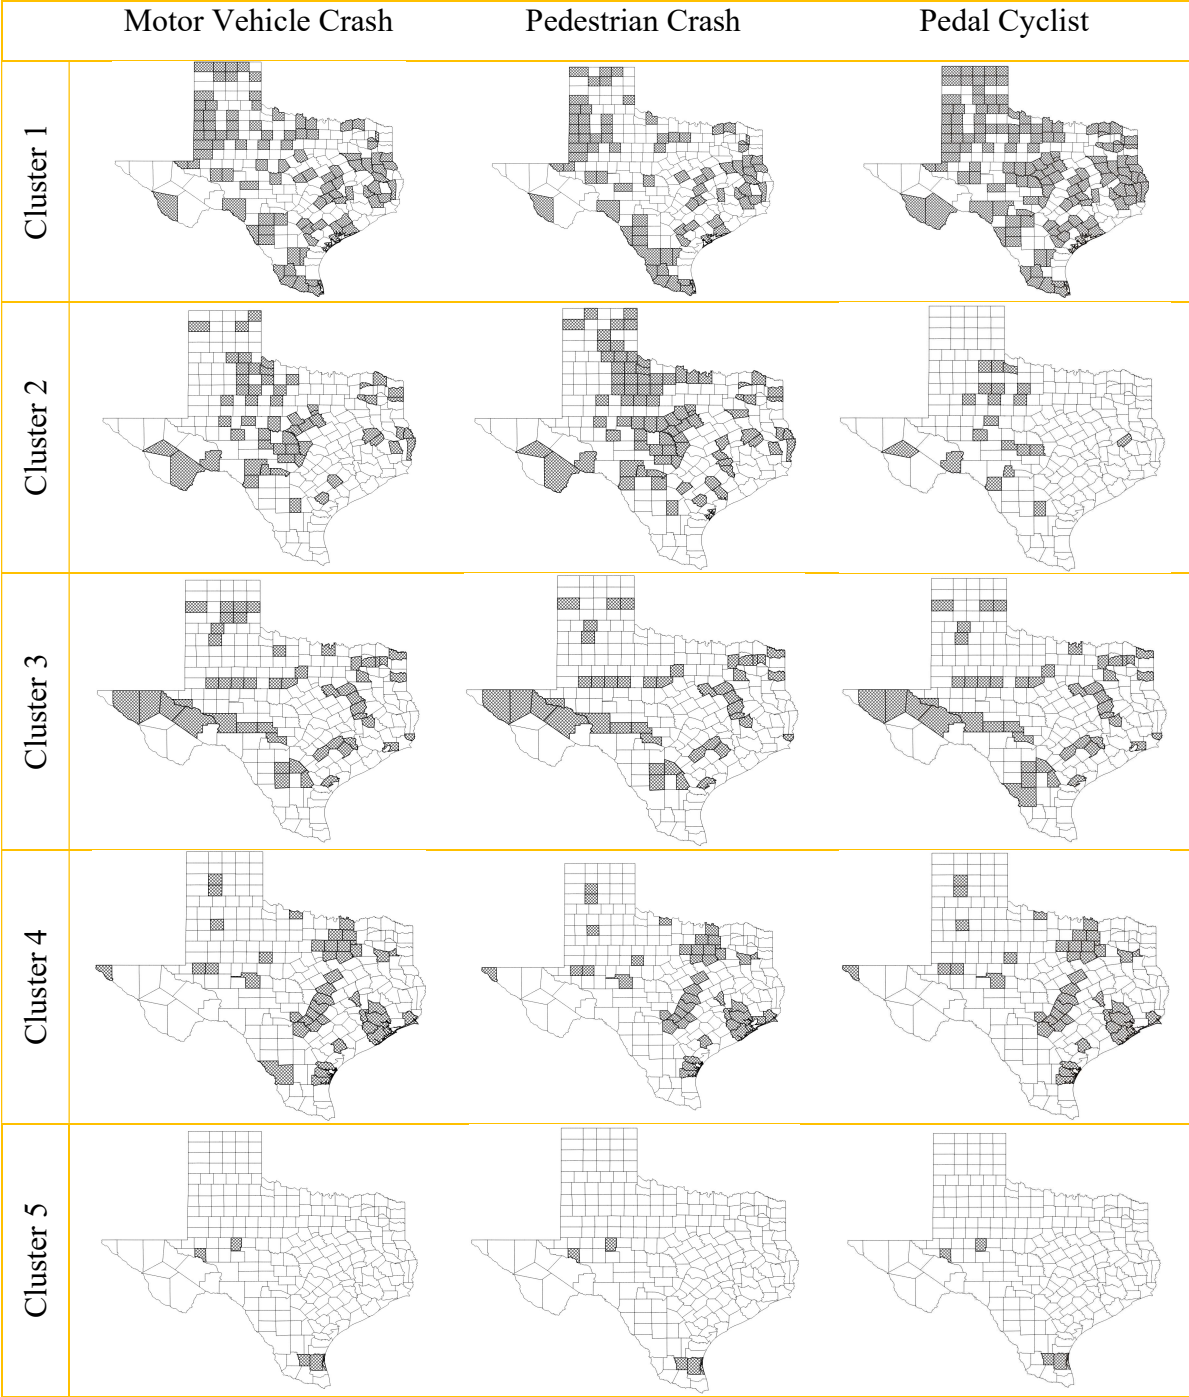 Motor Vehicle Crash Pedestrian Crash Pedal Cyclist
Cluster 1
Cluster 2
Cluster 3
Cluster 4
Cluster 5